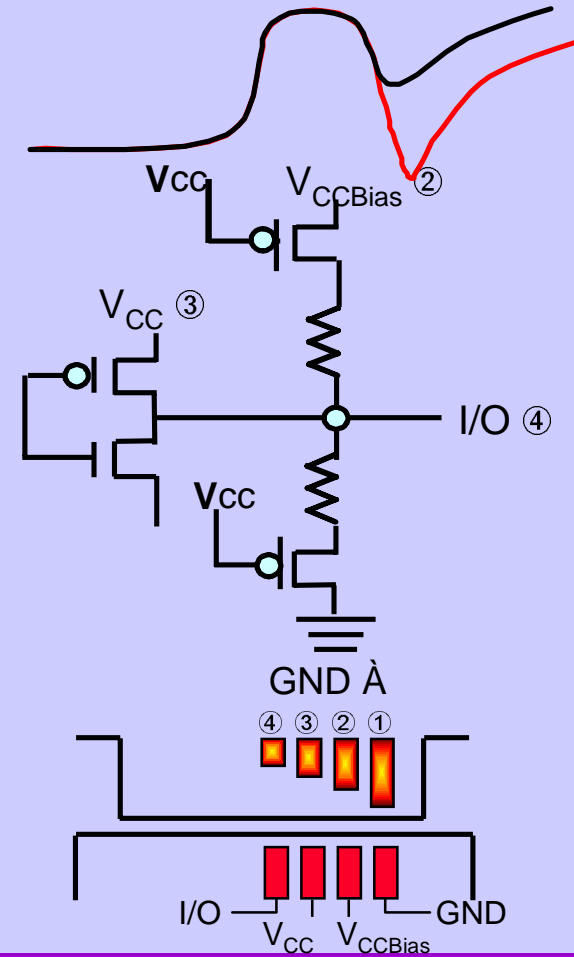 Vcc
VCCBias ②
VCC ③
I/O ④
Vcc
GND À
④ ③ ② ①
I/O
GND
VCC
VCCBias